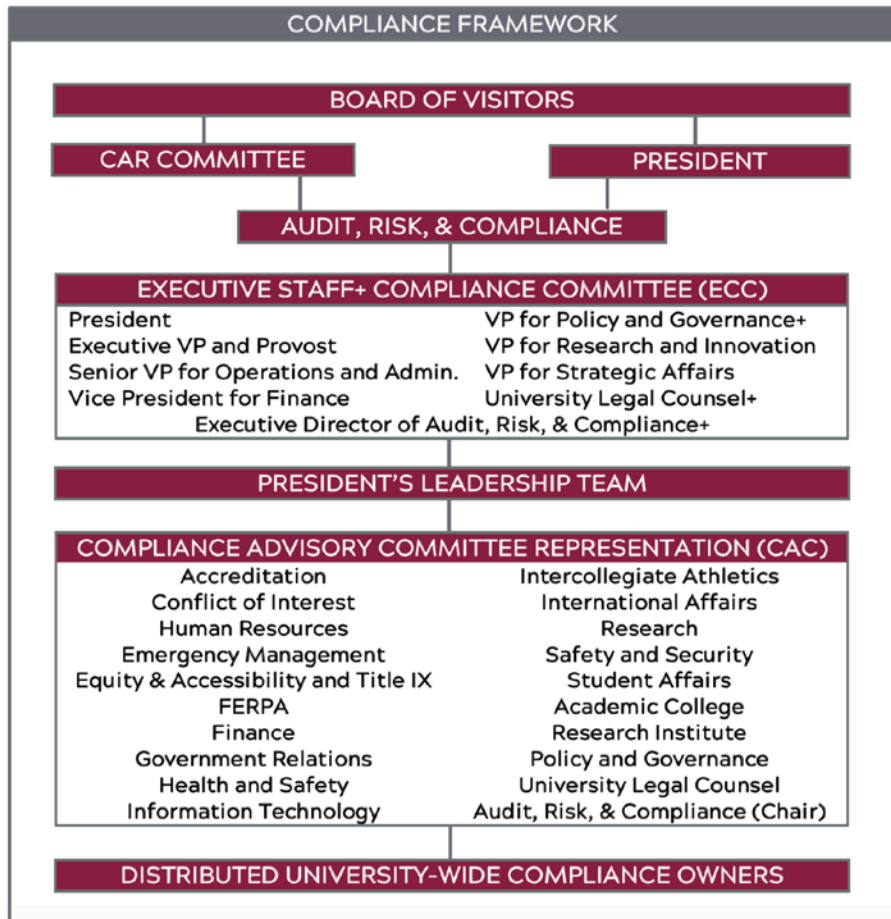 COMPLIANCE FRAMEWORK
BOARD OF VISITORS
CAR COMMITTEE
PRESIDENT
AUDIT, RISK, & COMPLIANCE
EXECUTIVE STAFF+ COMPLIANCE COMMITTEE (ECC)
President
Executive VP and Provost
Senior VP for Operations and Admin.
Vice President for Finance
VP for Policy and Governance+
VP for Research and Innovation
VP for Strategic Affairs
University Legal Counsel+
Executive Director of Audit, Risk, & Compliance+
PRESIDENT'S LEADERSHIP TEAM
COMPLIANCE ADVISORY COMMITTEE REPRESENTATION (CAC)
Accreditation
Conflict of Interest
Human Resources
Emergency Management
Equity & Accessibility and Title IX
FERPA
Finance
Government Relations
Health and Safety
Information Technology
Intercollegiate Athletics
International Affairs
Research
Safety and Security
Student Affairs
Academic College
Research Institute
Policy and Governance
University Legal Counsel
Audit, Risk, & Compliance (Chair)
DISTRIBUTED UNIVERSITY-WIDE COMPLIANCE OWNERS